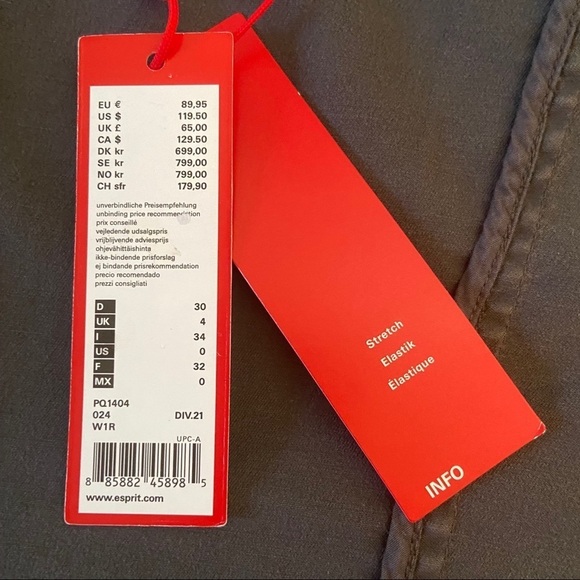 EU € 89,95
US $ 119.50
UK £ 65,00
CA $ 129.50
DK kr 699,00
SE kr 799,00
NO kr 799,00
CH sfr 179,90
unverbindliche Preisempfehlung
unbinding price recommendation
prix conseillé
vejledende udsalgspris
vrijblijvende adviesprijs
ohjevähittäishinta
ikke-bindende prisforslag
ej bindande prisrekommendation
precio recomendado
prezzi consigliati
D 30
UK 4
I 34
US 0
F 32
MX 0
PQ1404
024 DIV.21
W1R
UPC-A
8 85882 45898 5
www.esprit.com
Stretch
Elastik
Élastique
INFO